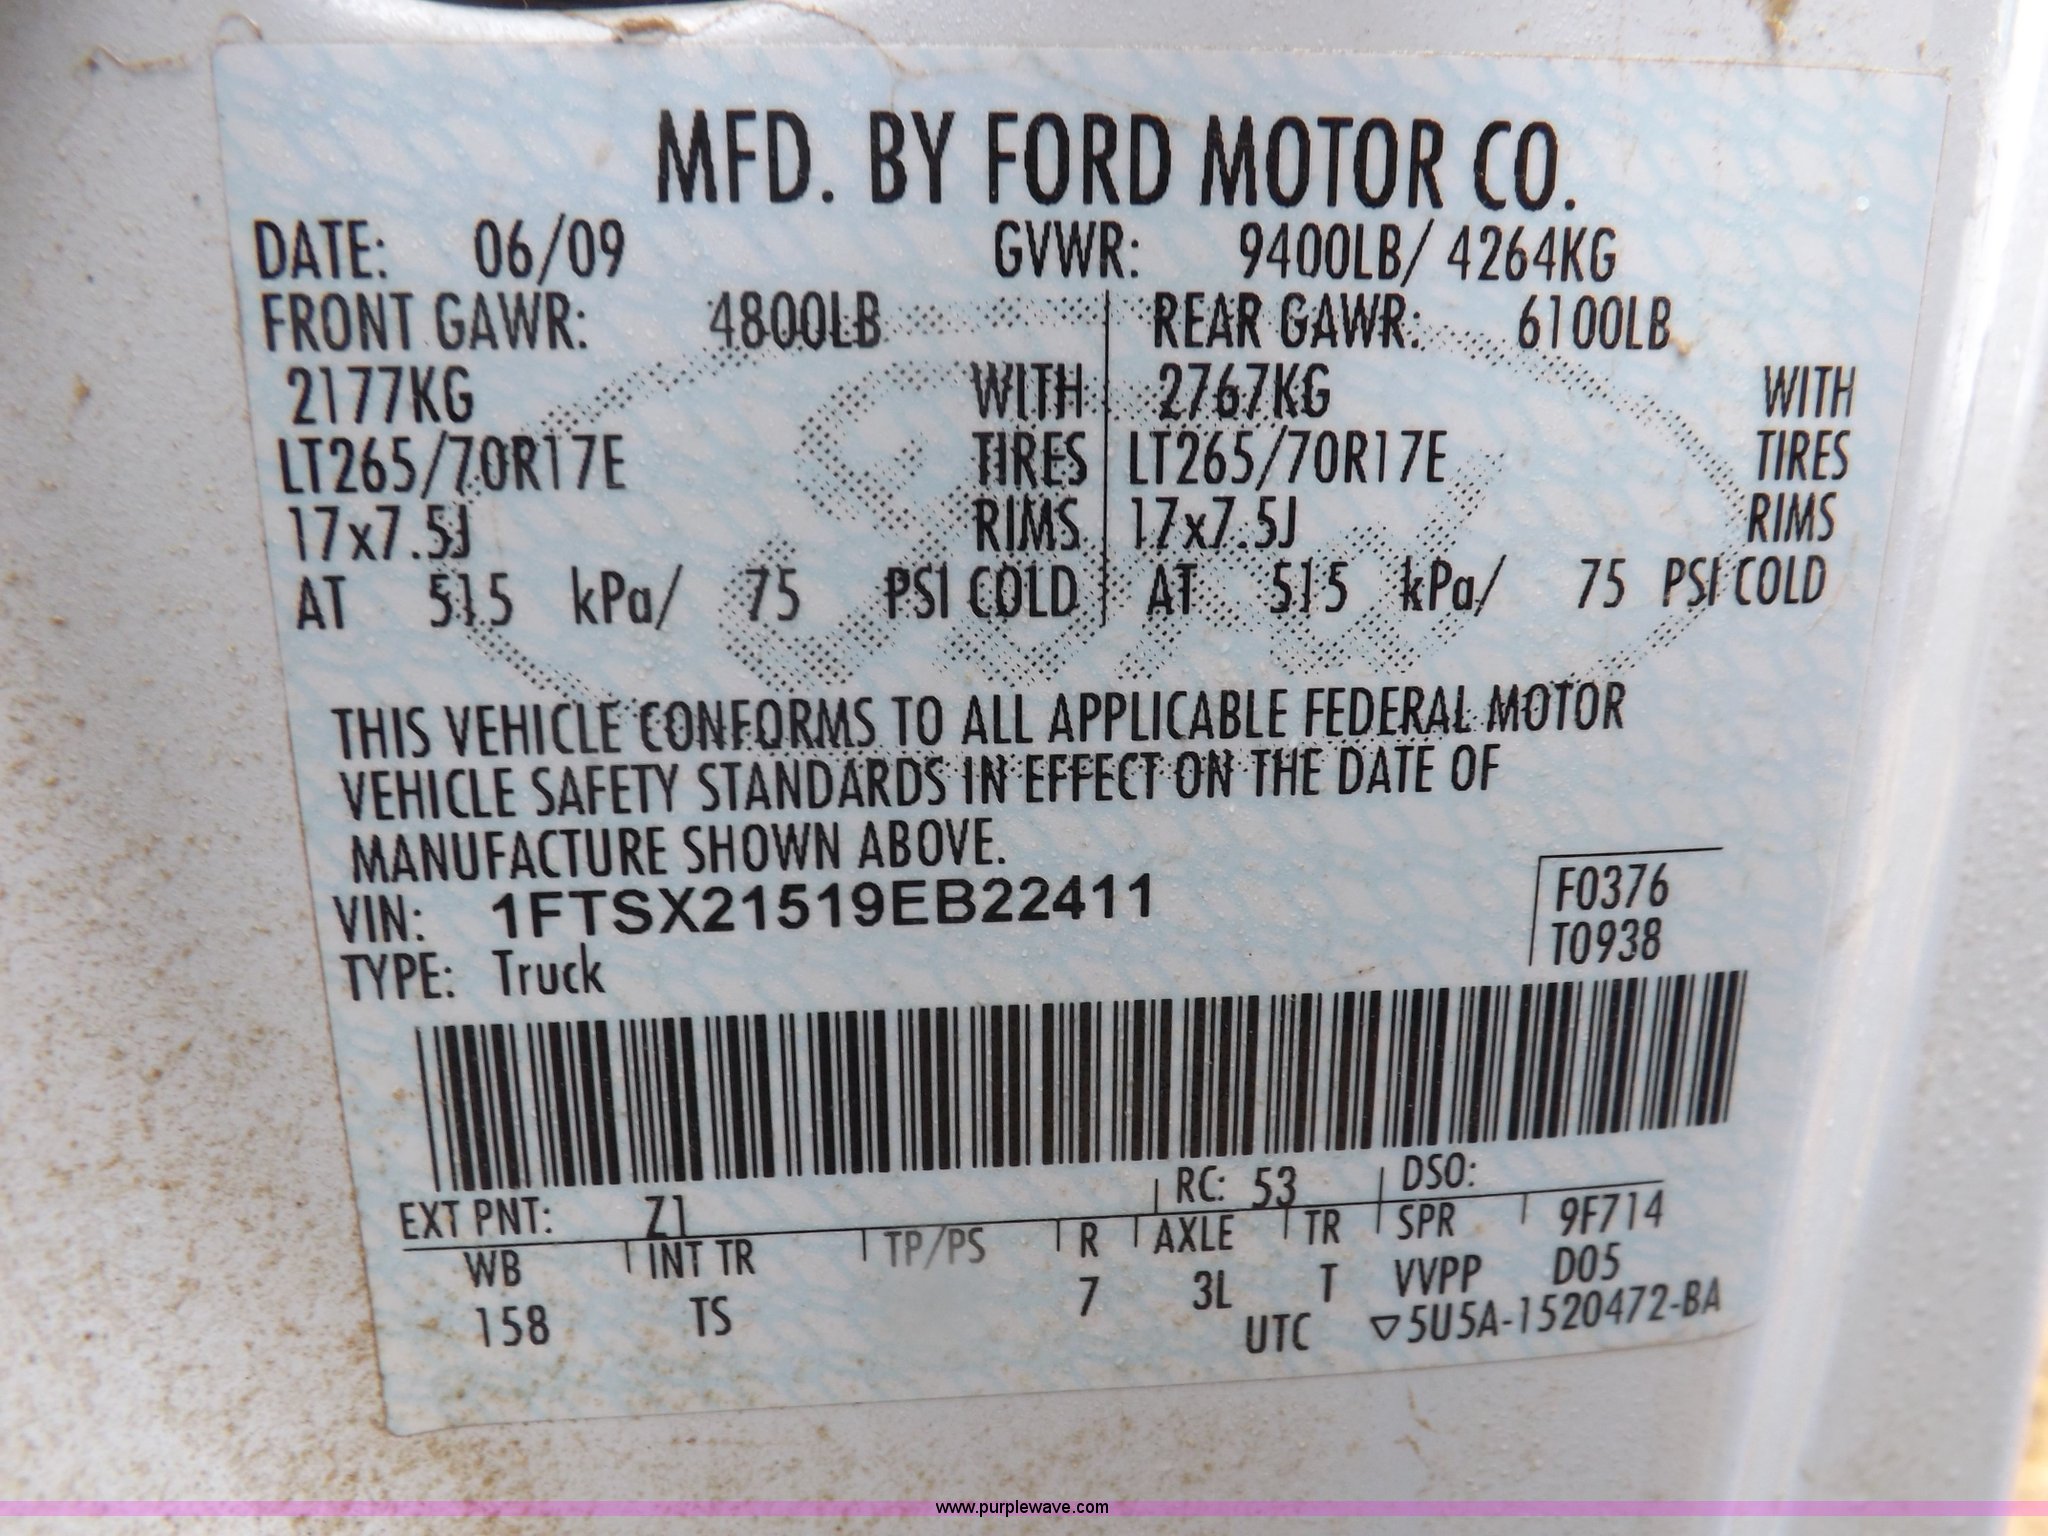 MFD. BY FORD MOTOR CO.
DATE: 06/09 GVWR: 9400LB/ 4264KG
FRONT GAWR: 4800LB REAR GAWR: 6100LB
2177KG WITH 2767KG WITH
LT265/70R17E TIRES LT265/70R17E TIRES
17x7.5J RIMS 17x7.5J RIMS
AT 515 kPa/ 75 PSI COLD AT 515 kPa/ 75 PSI COLD
THIS VEHICLE CONFORMS TO ALL APPLICABLE FEDERAL MOTOR
VEHICLE SAFETY STANDARDS IN EFFECT ON THE DATE OF
MANUFACTURE SHOWN ABOVE.
VIN: 1FTSX21519EB22411
F0376
TYPE: Truck
T0938
EXT PNT: Z1 RC: 53 DSO:
WB INT TR TP/PS R AXLE TR SPR 9F714
158 TS 7 3L T VVPP D05
UTC ▽5U5A-1520472-BA
www.purplewave.com